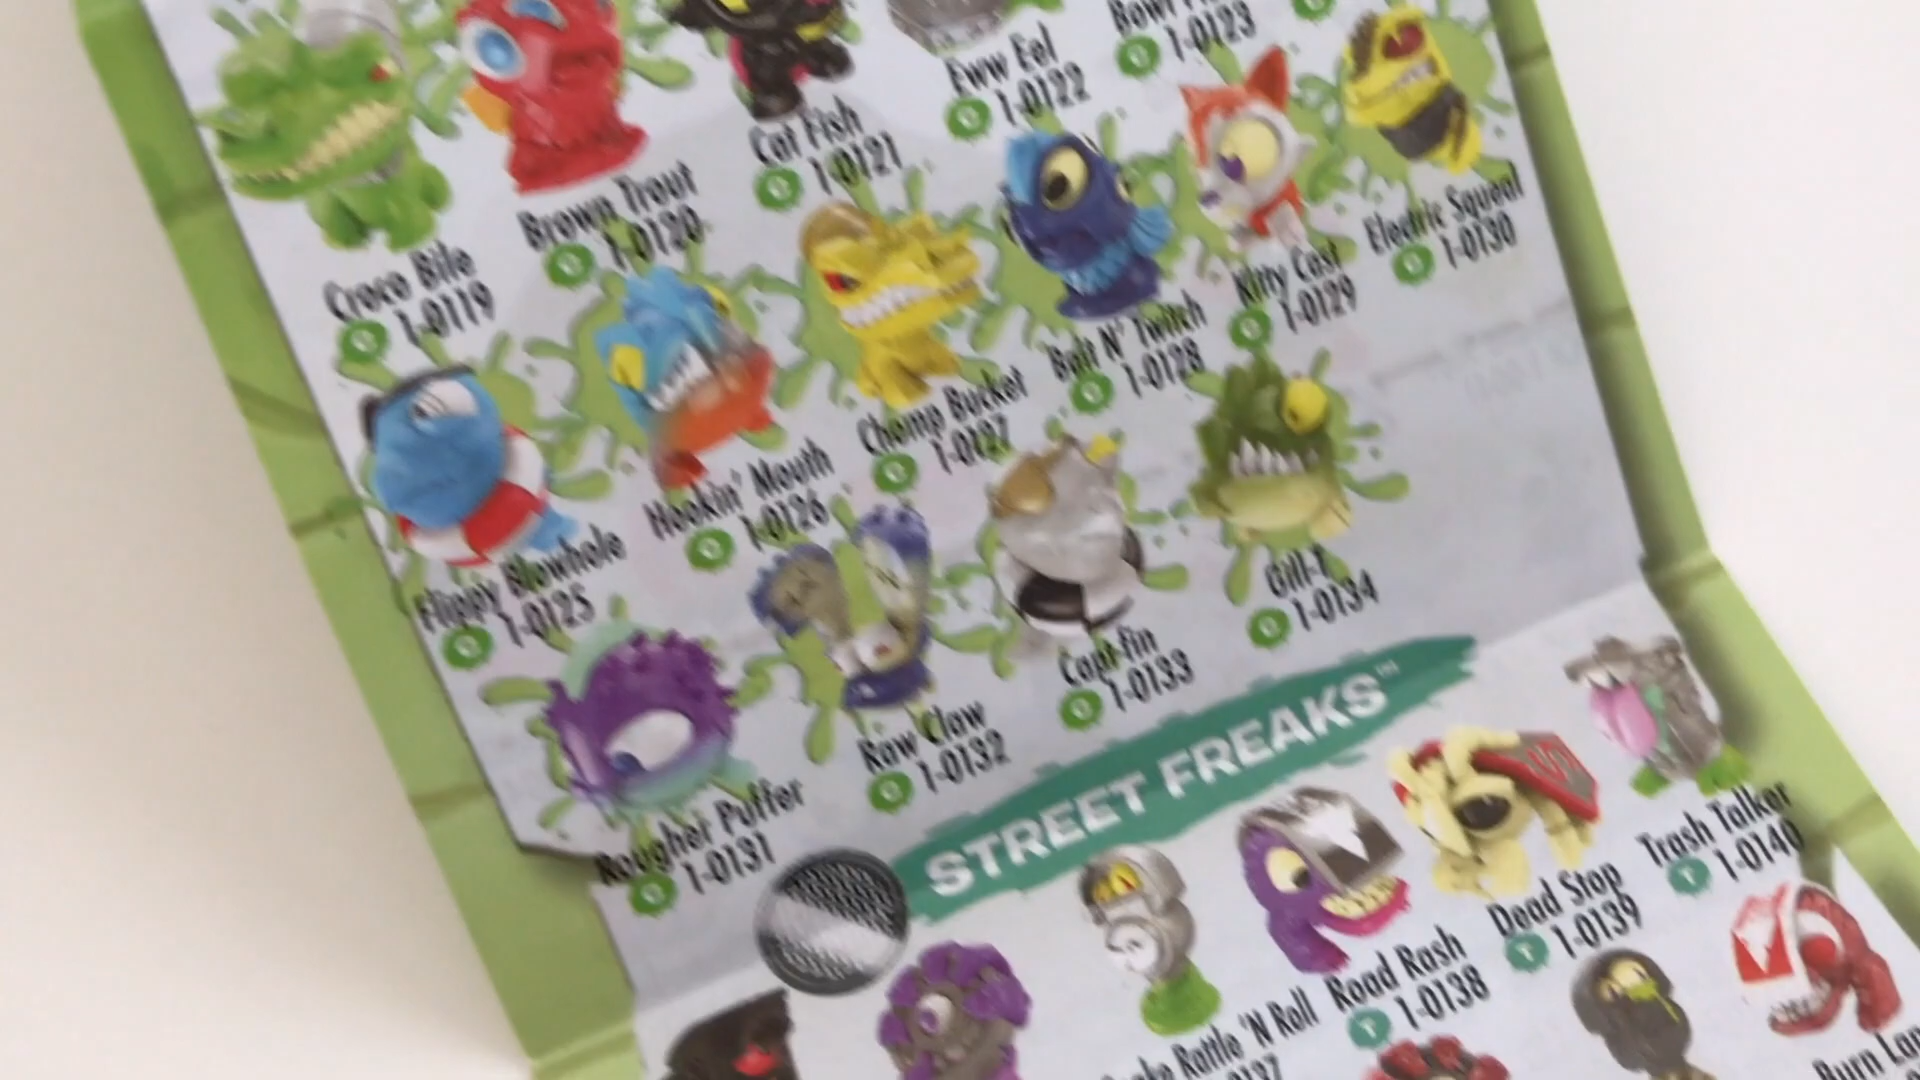 Eww Eel
1-0122
1-0123
Cat Fish
1-0121
Brown Trout
1-0120
Croco Bile
1-0119
Electric Squeal
1-0130
Kitty Cast
1-0129
Bait N' Twitch
1-0128
Chomp Bucket
1-0127
Hookin' Mouth
1-0126
Flippy Blowhole
1-0125
Gill-t
1-0134
1-0133
Raw Claw
1-0132
Rougher Puffer
1-0131
STREET FREAKS™
Trash Talker
T 1-0140
Dead Stop
T 1-0139
Road Rash
T 1-0138
Rattle 'N Roll